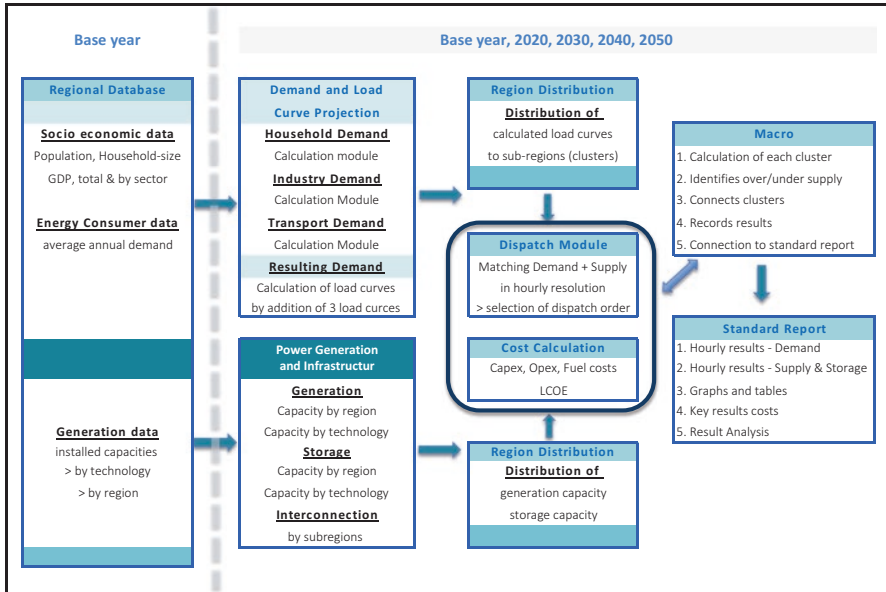 Base year
Base year, 2020, 2030, 2040, 2050
Regional Database
Socio economic data
Population, Household-size
GDP, total & by sector
Energy Consumer data
average annual demand
Generation data
installed capacities
> by technology
> by region
Demand and Load
Curve Projection
Household Demand
Calculation module
Industry Demand
Calculation Module
Transport Demand
Calculation Module
Resulting Demand
Calculation of load curves
by addition of 3 load curces
Power Generation
and Infrastructur
Generation
Capacity by region
Capacity by technology
Storage
Capacity by region
Capacity by technology
Interconnection
by subregions
Region Distribution
Distribution of
calculated load curves
to sub-regions (clusters)
Dispatch Module
Matching Demand + Supply
in hourly resolution
> selection of dispatch order
Cost Calculation
Capex, Opex, Fuel costs
LCOE
Region Distribution
Distribution of
generation capacity
storage capacity
Macro
1. Calculation of each cluster
2. Identifies over/under supply
3. Connects clusters
4. Records results
5. Connection to standard report
Standard Report
1. Hourly results - Demand
2. Hourly results - Supply & Storage
3. Graphs and tables
4. Key results costs
5. Result Analysis